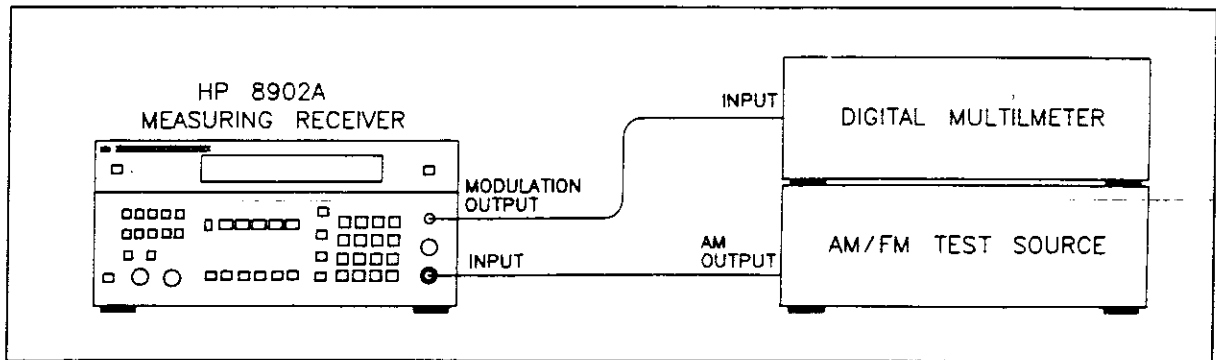 HP 8902A
MEASURING RECEIVER
MODULATION
OUTPUT
INPUT
INPUT
DIGITAL MULTILMETER
AM
OUTPUT
AM/FM TEST SOURCE